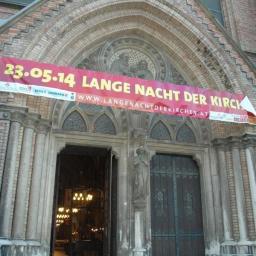 23.05.14 LANGE NACHT DER KIRCH
WWW.LANGENACHTDERKIRCHEN.AT